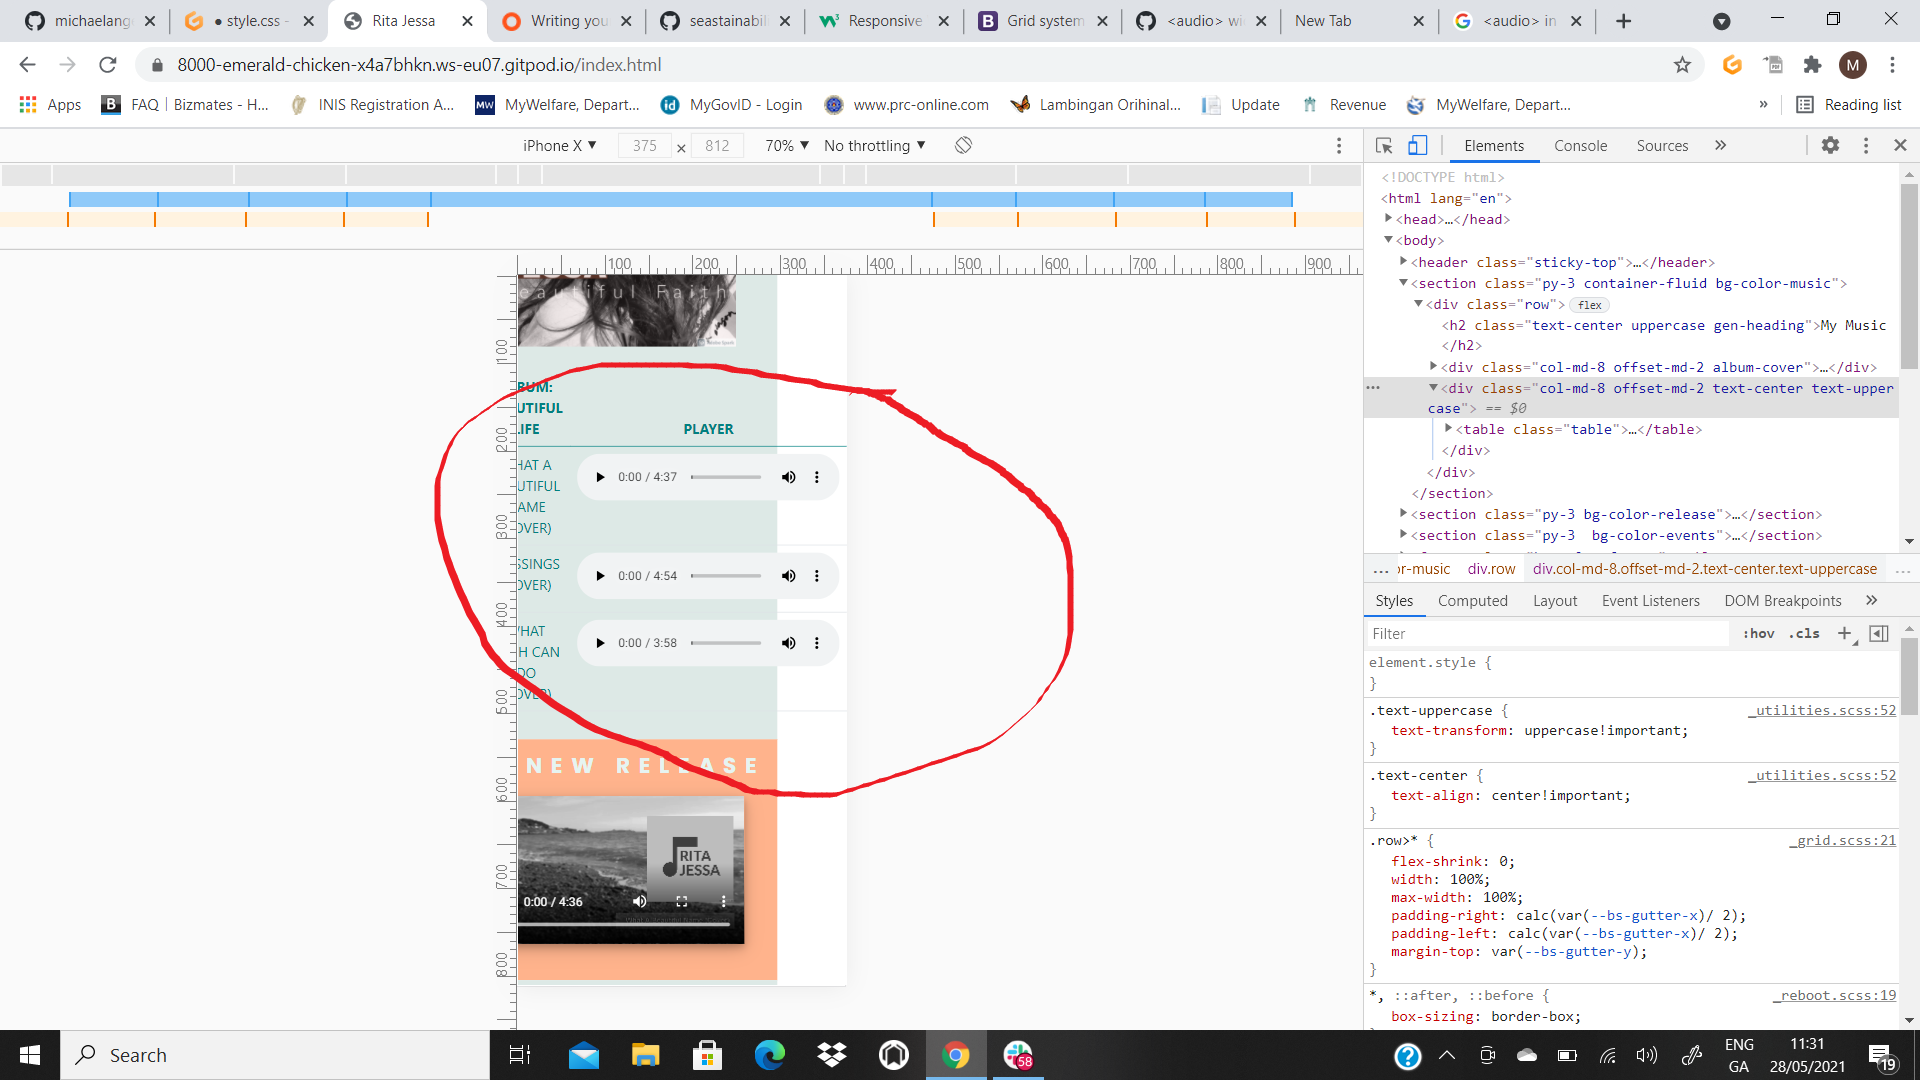 michaelang
style.css -
Rita Jessa
Writing you
seastainabil
Responsive
Grid system
<audio> wi
New Tab
<audio> in
8000-emerald-chicken-x4a7bhkn.ws-eu07.gitpod.io/index.html
M
Apps
FAQ | Bizmates - H...
INIS Registration A...
MyWelfare, Depart...
MyGovID - Login
www.prc-online.com
Lambingan Orihinal...
Update
Revenue
MyWelfare, Depart...
»
Reading list
iPhone X ▼
375 × 812
70% ▼
No throttling ▼
Elements
Console
Sources
»
100 200 300 400 500 600 700 800 900
100
200
300
400
500
600
700
800
eautiful Faith
BUM:
UTIFUL
LIFE
PLAYER
HAT A
UTIFUL
AME
OVER)
0:00 / 4:37
SSINGS
OVER)
0:00 / 4:54
HAT
H CAN
DO
OVER)
0:00 / 3:58
NEW RELEASE
RITA
JESSA
0:00 / 4:36
<!DOCTYPE html>
<html lang="en">
<head>…</head>
<body>
<header class="sticky-top">…</header>
<section class="py-3 container-fluid bg-color-music">
<div class="row"> flex
<h2 class="text-center uppercase gen-heading">My Music
</h2>
<div class="col-md-8 offset-md-2 album-cover">…</div>
<div class="col-md-8 offset-md-2 text-center text-upper
case"> == $0
<table class="table">…</table>
</div>
</div>
</section>
<section class="py-3 bg-color-release">…</section>
<section class="py-3  bg-color-events">…</section>
... or-music
div.row
div.col-md-8.offset-md-2.text-center.text-uppercase
...
Styles
Computed
Layout
Event Listeners
DOM Breakpoints
»
Filter
:hov .cls +
element.style {
}
.text-uppercase {
_utilities.scss:52
text-transform: uppercase!important;
}
.text-center {
_utilities.scss:52
text-align: center!important;
}
.row>* {
_grid.scss:21
flex-shrink: 0;
width: 100%;
max-width: 100%;
padding-right: calc(var(--bs-gutter-x)/ 2);
padding-left: calc(var(--bs-gutter-x)/ 2);
margin-top: var(--bs-gutter-y);
}
*, ::after, ::before {
_reboot.scss:19
box-sizing: border-box;
Search
58
ENG
GA
11:31
28/05/2021
19